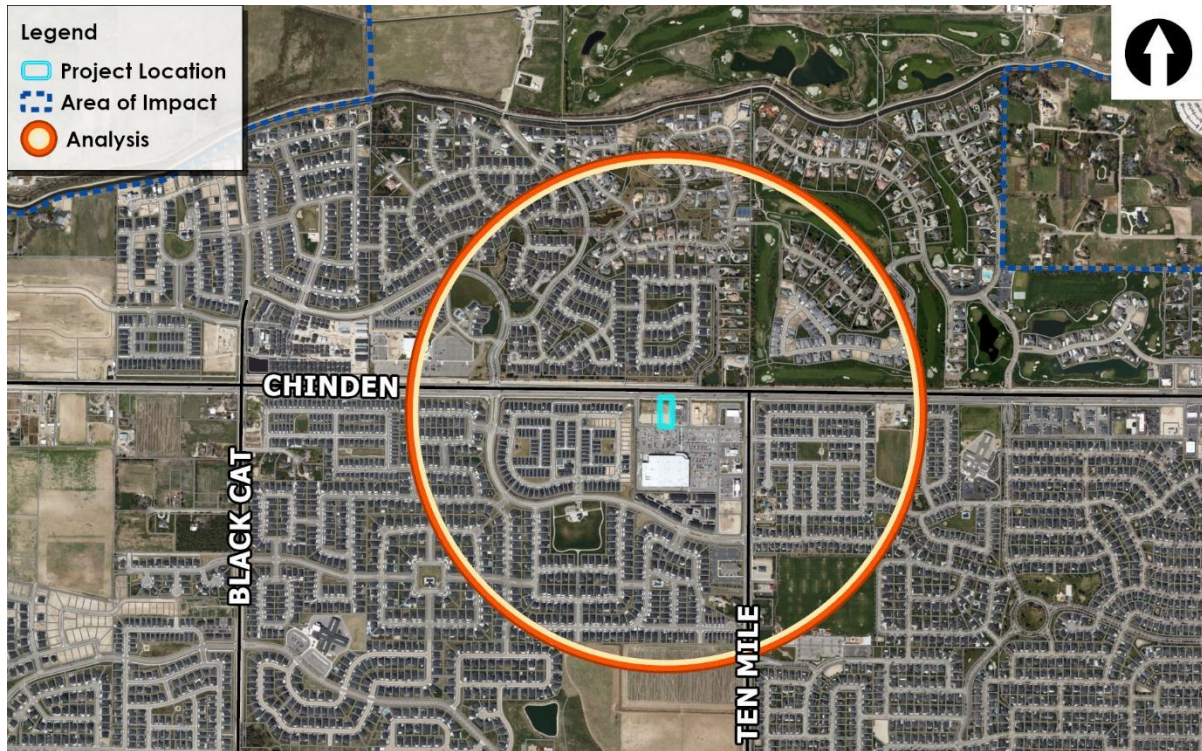 Legend
Project Location
Area of Impact
Analysis
CHINDEN
BLACK CAT
TEN MILE